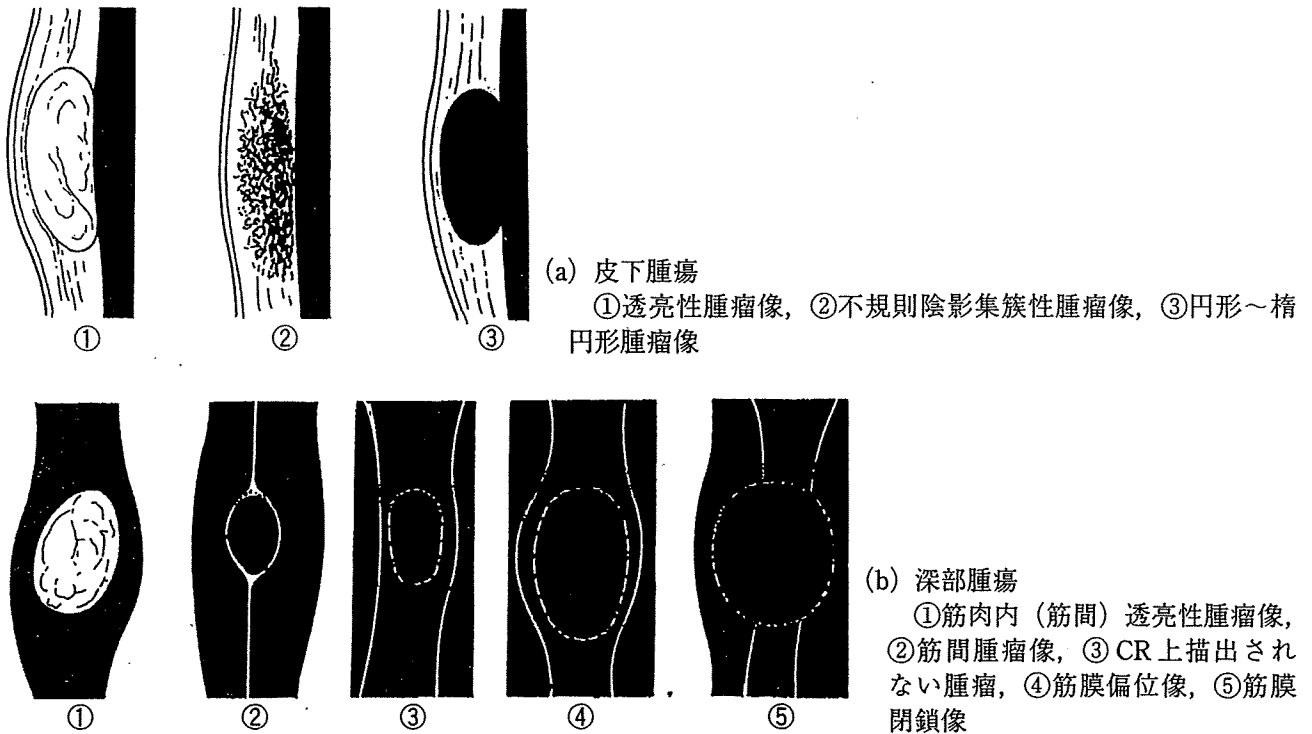 (a) 皮下腫瘍
①透亮性腫瘤像，②不規則陰影集簇性腫瘤像，③円形～楕
円形腫瘤像
① ② ③
(b) 深部腫瘍
①筋肉内（筋間）透亮性腫瘤像，
②筋間腫瘤像，③CR上描出され
ない腫瘤，④筋膜偏位像，⑤筋膜
閉鎖像
① ② ③ ④ ⑤